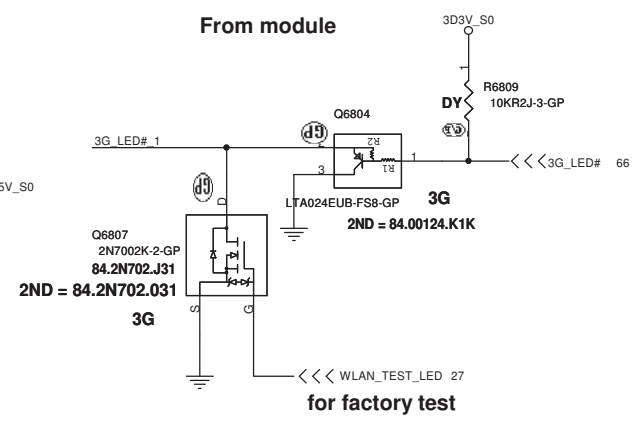 From module
3D3V_S0
1
R6809
DY
10KR2J-3-GP
Q6804
GP
3G_LED#_1
2
R2
R1
1
3G_LED# 66
3
5V_S0
GP
LTA024EUB-FS8-GP
3G
2ND = 84.00124.K1K
D
Q6807
2N7002K-2-GP
84.2N702.J31
2ND = 84.2N702.031
3G
S
G
WLAN_TEST_LED 27
for factory test